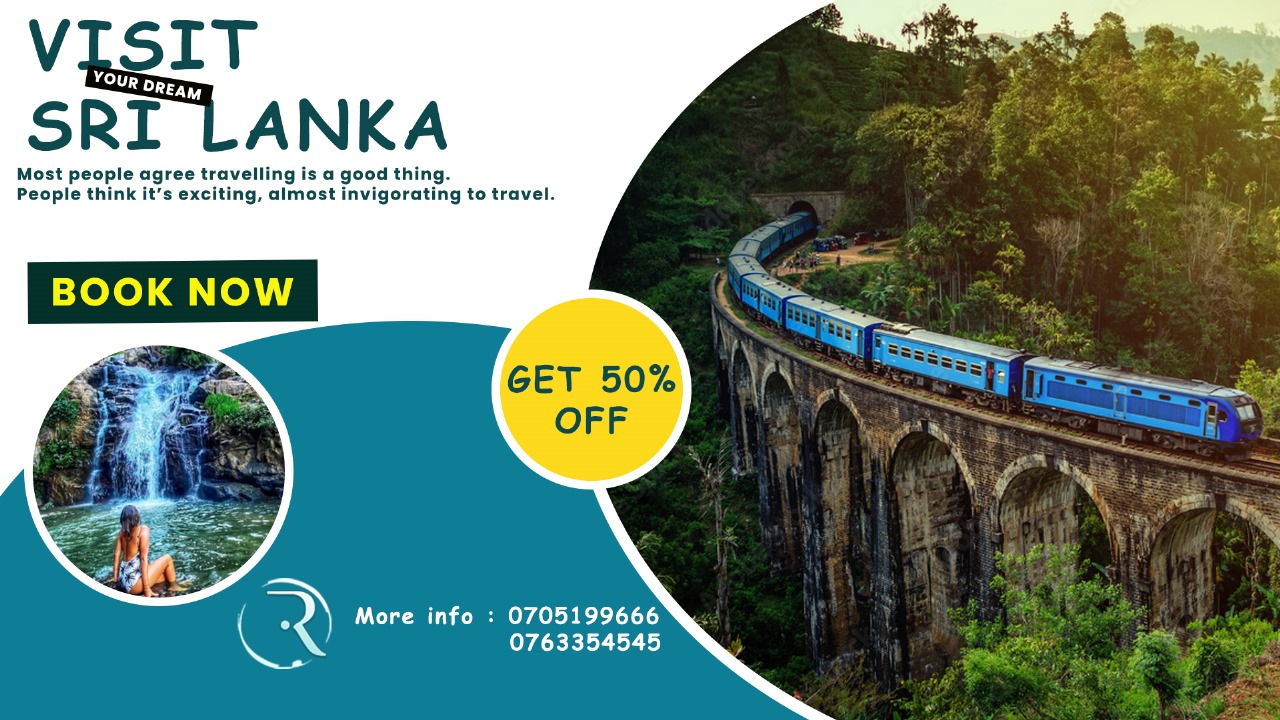 VISIT
YOUR DREAM
SRI LANKA
Most people agree travelling is a good thing.
People think it’s exciting, almost invigorating to travel.
BOOK NOW
GET 50%
OFF
R
More info : 0705199666
0763354545